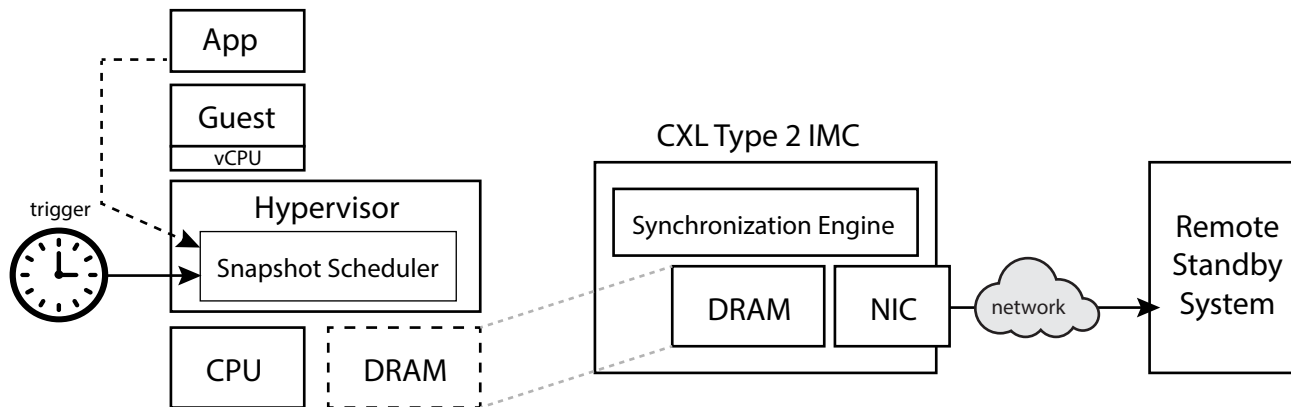 App
Guest
vCPU
CXL Type 2 IMC
trigger
Hypervisor
Snapshot Scheduler
Synchronization Engine
DRAM
NIC
network
Remote
Standby
System
CPU
DRAM